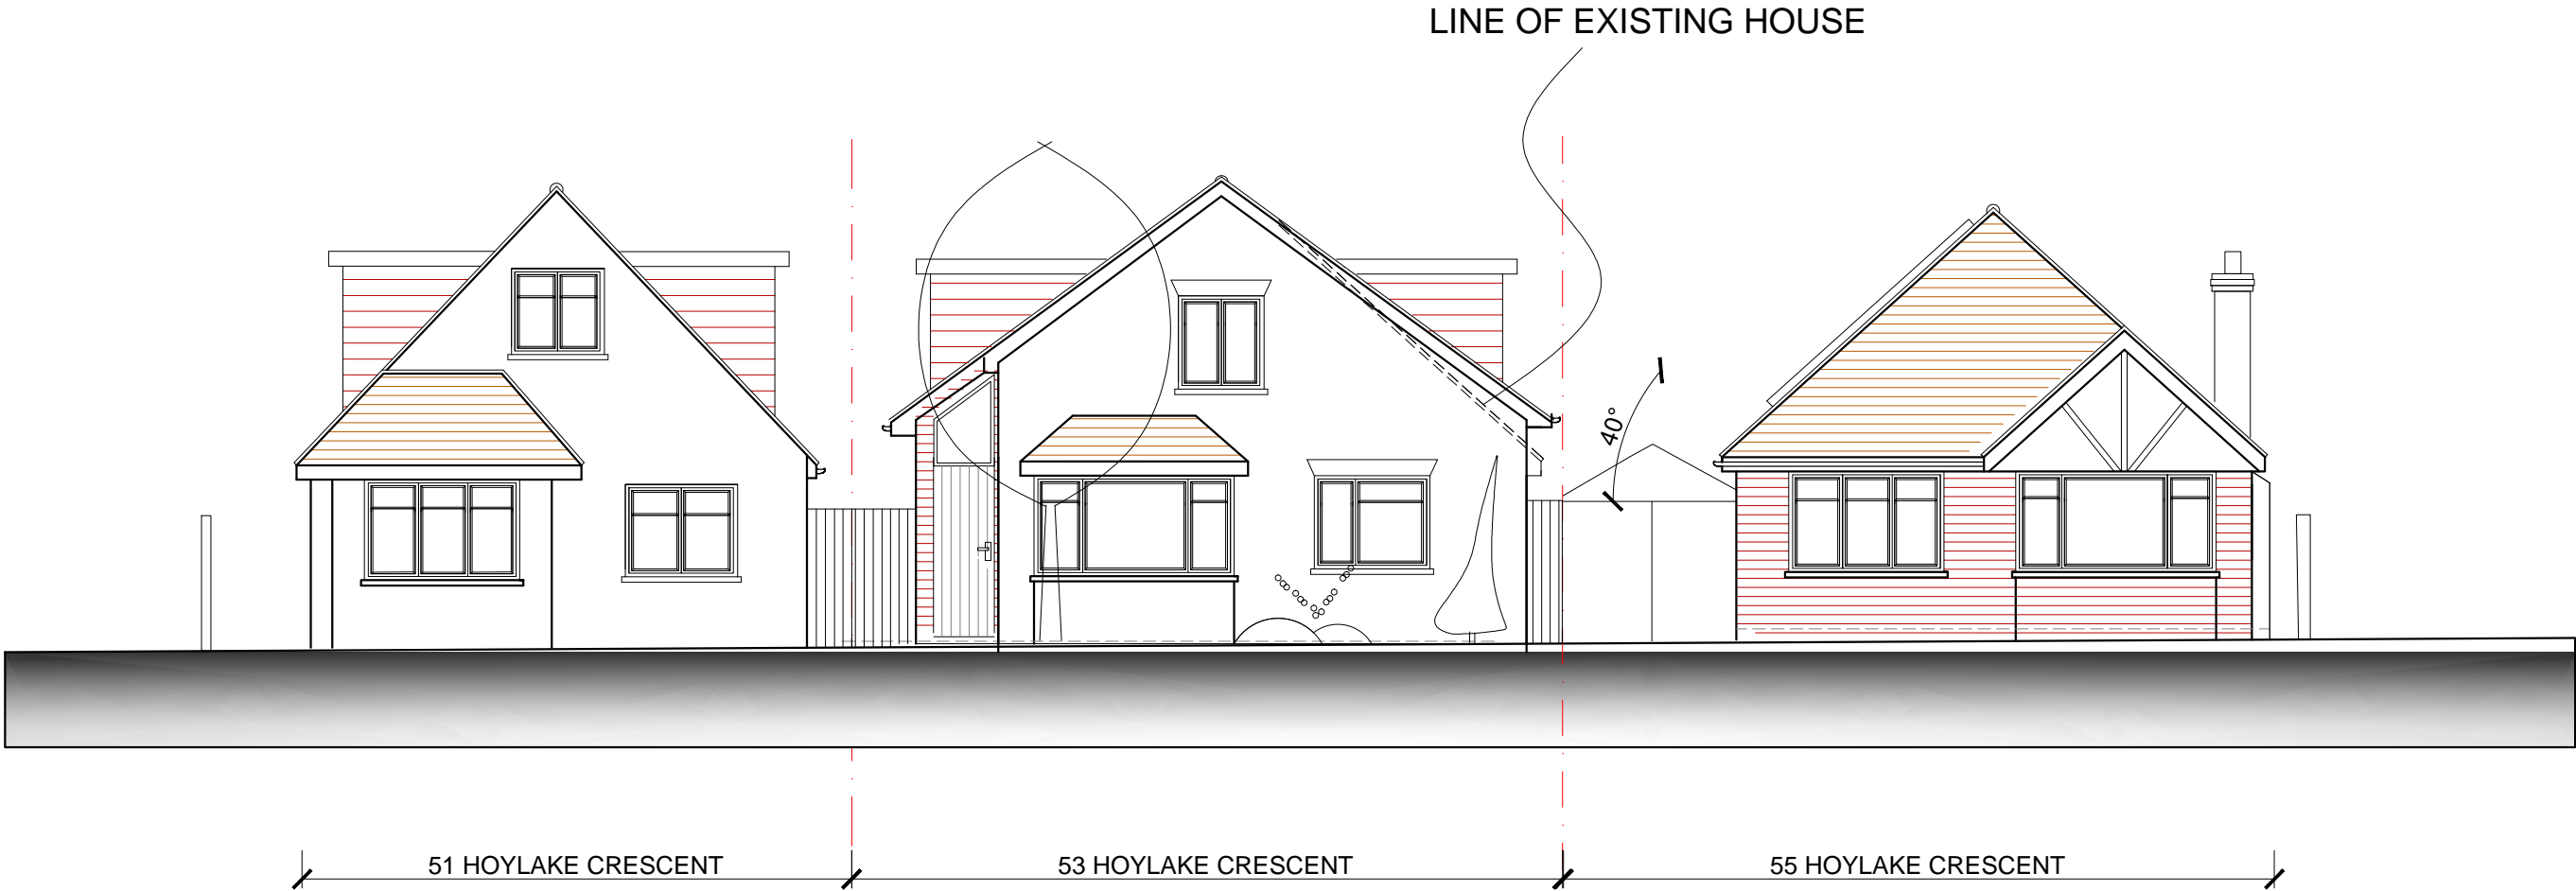 LINE OF EXISTING HOUSE
40°
51 HOYLAKE CRESCENT
53 HOYLAKE CRESCENT
55 HOYLAKE CRESCENT